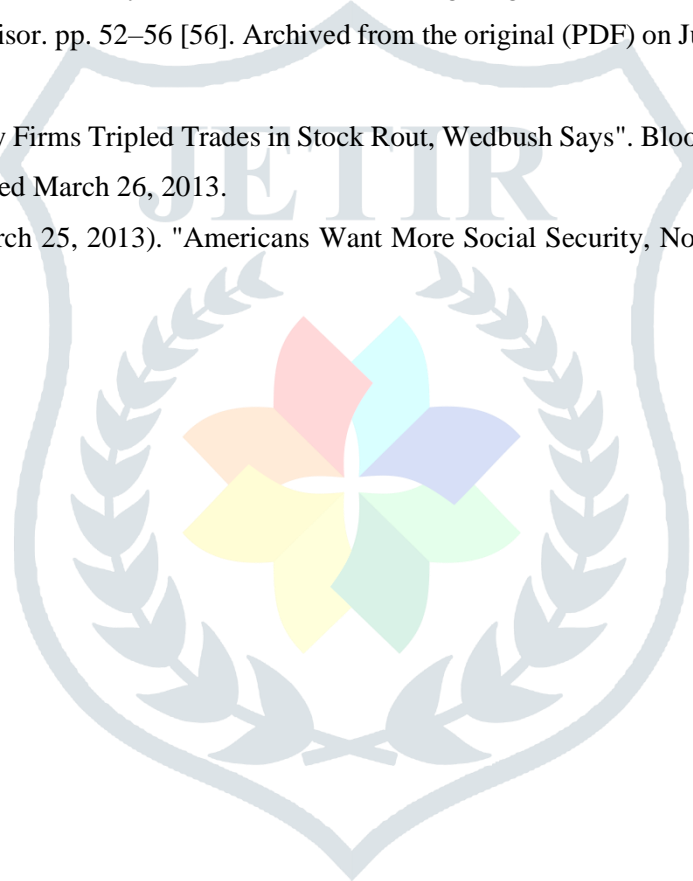 isor. pp. 52–56 [56]. Archived from the original (PDF) on Ju
JETIR
y Firms Tripled Trades in Stock Rout, Wedbush Says". Bloo
ed March 26, 2013.
rch 25, 2013). "Americans Want More Social Security, No